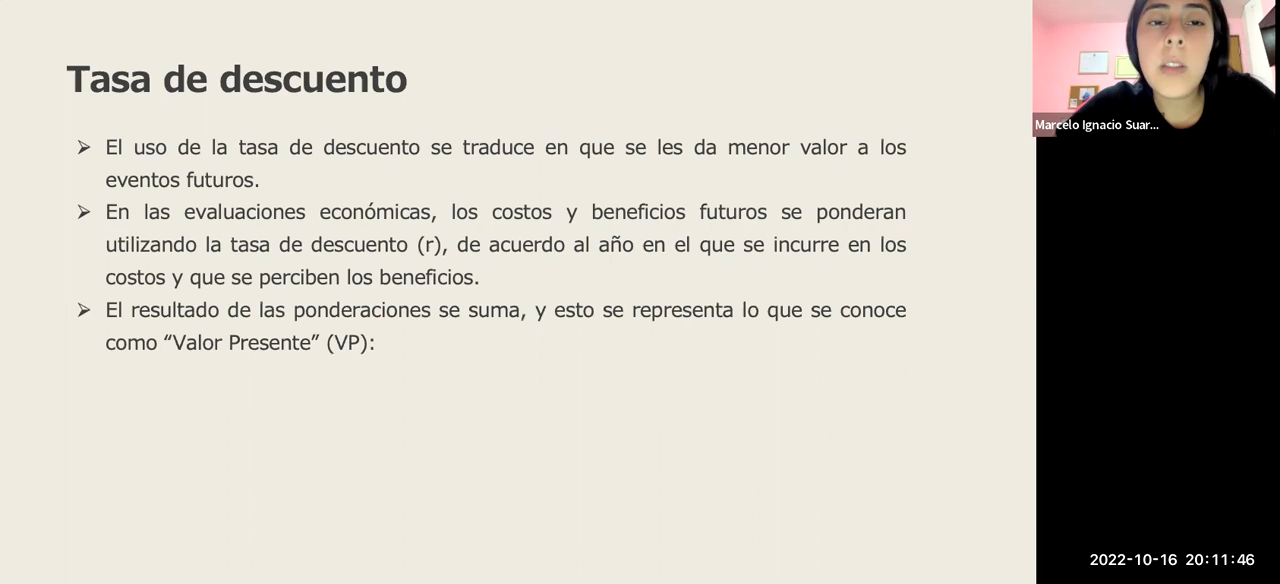 Tasa de descuento
➢ El uso de la tasa de descuento se traduce en que se les da menor valor a los
eventos futuros.
➢ En las evaluaciones económicas, los costos y beneficios futuros se ponderan
utilizando la tasa de descuento (r), de acuerdo al año en el que se incurre en los
costos y que se perciben los beneficios.
➢ El resultado de las ponderaciones se suma, y esto se representa lo que se conoce
como “Valor Presente” (VP):
Marcelo Ignacio Suar...
2022-10-16 20:11:46